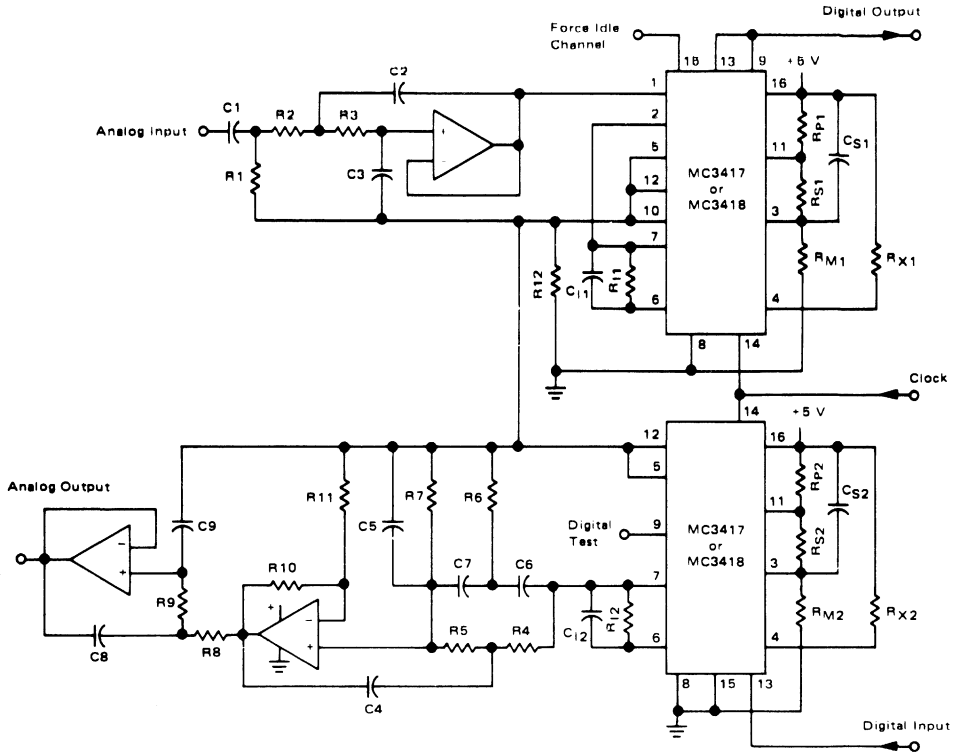 Digital Output
Force Idle
Channel
16 13 9
+5 V
1
16
C2
C1
R2
R3
RP1
CS1
Analog Input
2
5
11
MC3417
or
MC3418
R1
C3
12
RS1
10
3
7
RM1
RX1
R12
CI1
RI1
6
4
8
14
Clock
14
+5 V
12
16
Analog Output
R11
R7
R6
5
RP2
CS2
C9
C5
11
Digital
Test
9
MC3417
or
MC3418
RS2
R10
C7
C6
7
3
R9
RM2
RX2
CI2
RI2
R8
R5
R4
6
4
C8
C4
8
15
13
Digital Input